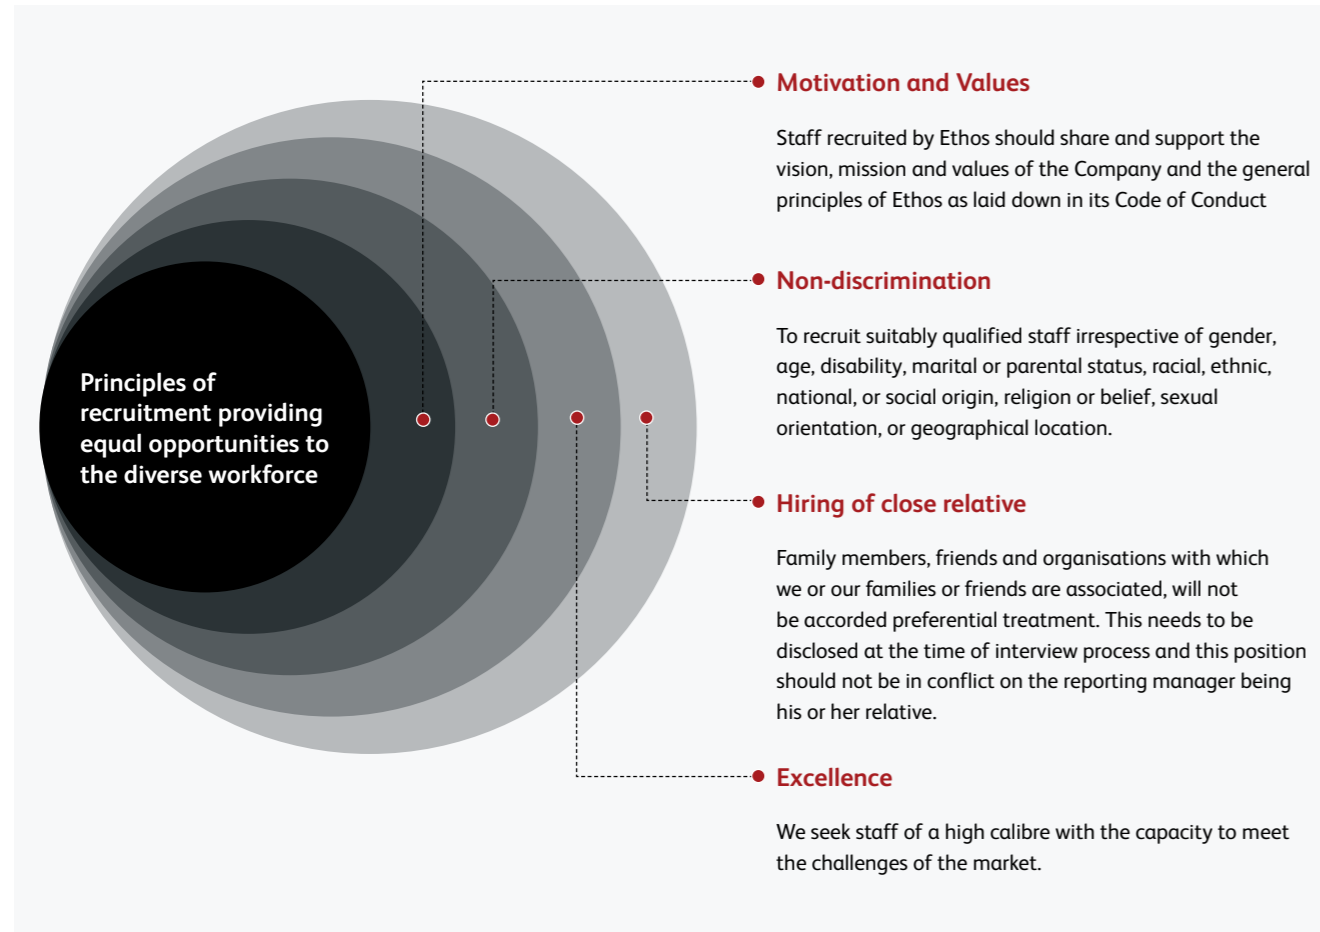 Principles of
recruitment providing
equal opportunities to
the diverse workforce
Motivation and Values
Staff recruited by Ethos should share and support the
vision, mission and values of the Company and the general
principles of Ethos as laid down in its Code of Conduct
Non-discrimination
To recruit suitably qualified staff irrespective of gender,
age, disability, marital or parental status, racial, ethnic,
national, or social origin, religion or belief, sexual
orientation, or geographical location.
Hiring of close relative
Family members, friends and organisations with which
we or our families or friends are associated, will not
be accorded preferential treatment. This needs to be
disclosed at the time of interview process and this position
should not be in conflict on the reporting manager being
his or her relative.
Excellence
We seek staff of a high calibre with the capacity to meet
the challenges of the market.